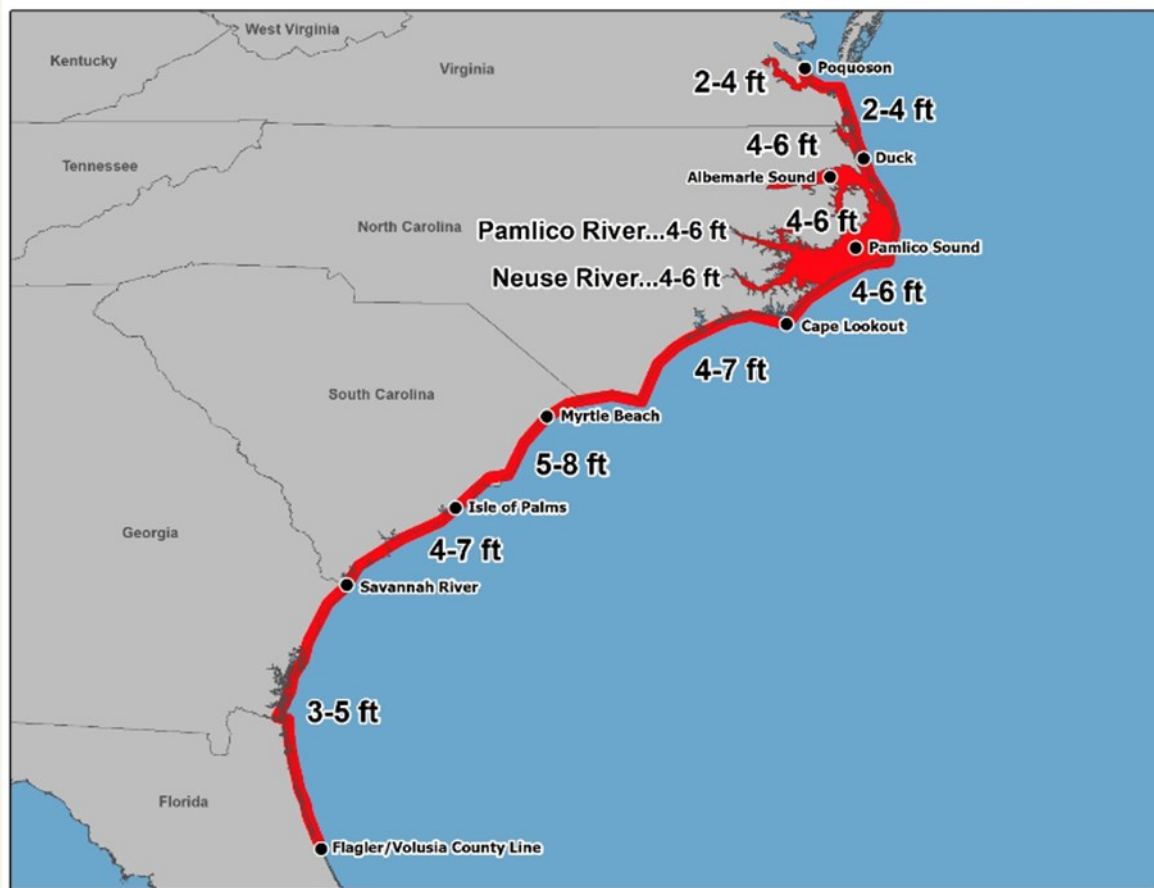 West Virginia
Kentucky
Virginia
Poquoson
2-4 ft
2-4 ft
4-6 ft
Duck
Tennessee
Albemarle Sound
North Carolina
4-6 ft
Pamlico River...4-6 ft
Pamlico Sound
Neuse River...4-6 ft
4-6 ft
Cape Lookout
4-7 ft
South Carolina
Myrtle Beach
5-8 ft
Isle of Palms
Georgia
4-7 ft
Savannah River
3-5 ft
Florida
Flagler/Volusia County Line